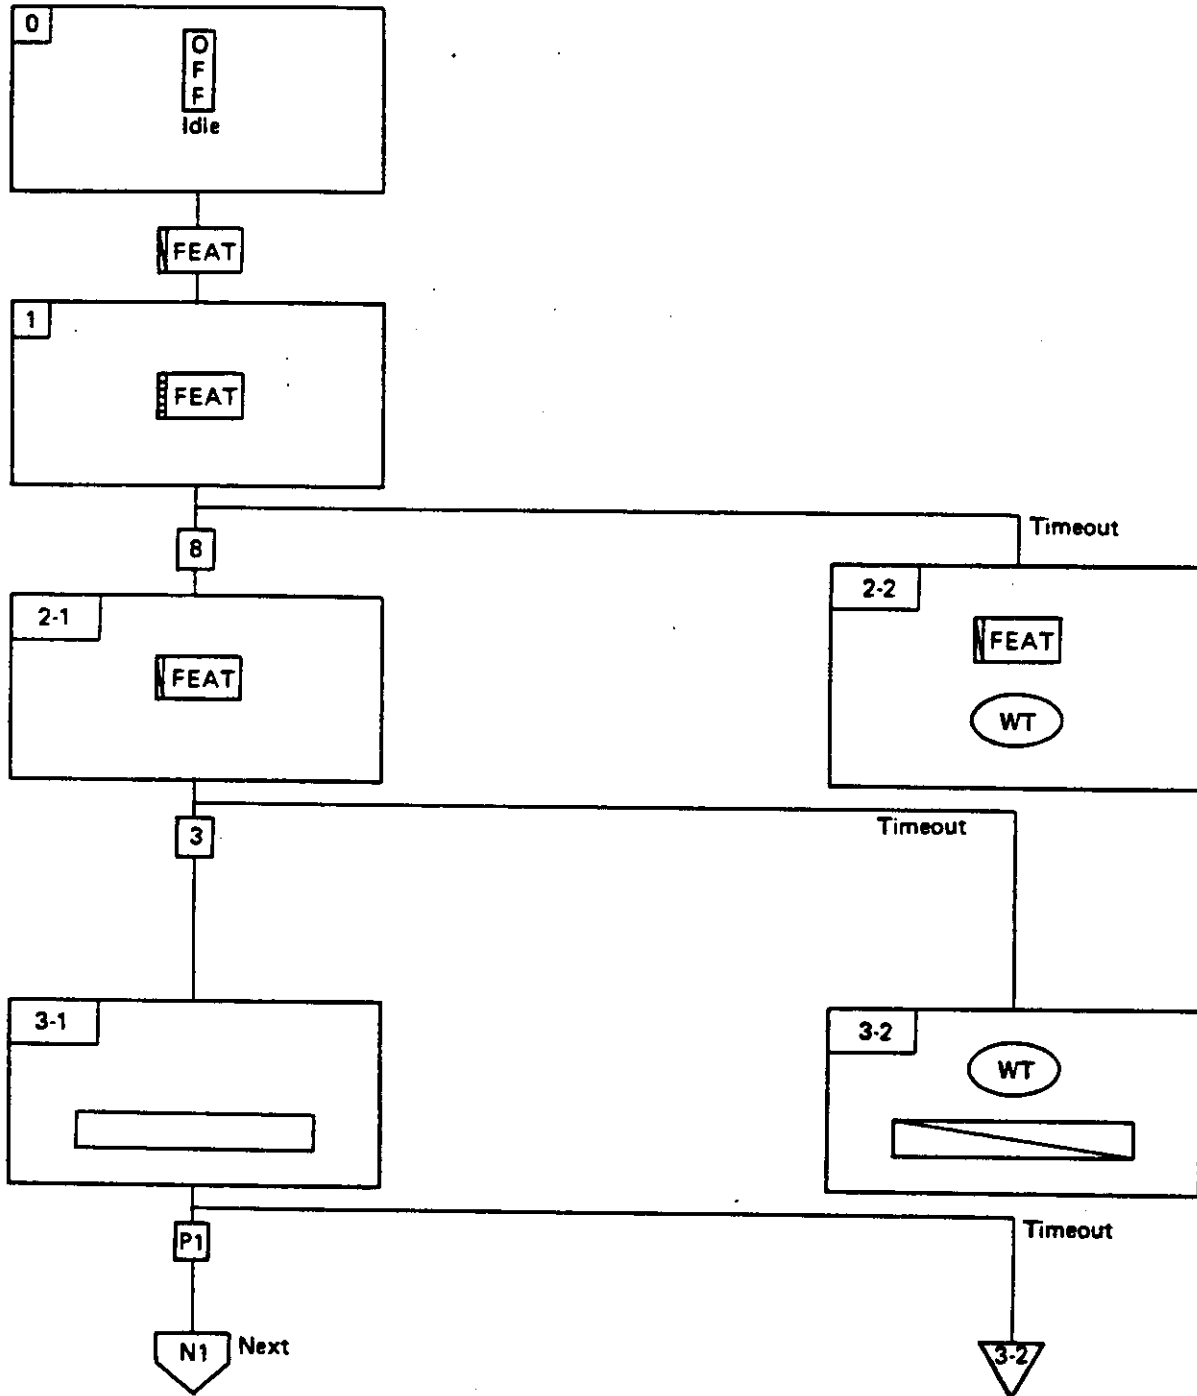 0
O
F
F
Idle
FEAT
1
FEAT
Timeout
8
2-1
2-2
FEAT
FEAT
WT
3
Timeout
3-1
3-2
WT
Timeout
P1
N1 Next
3-2